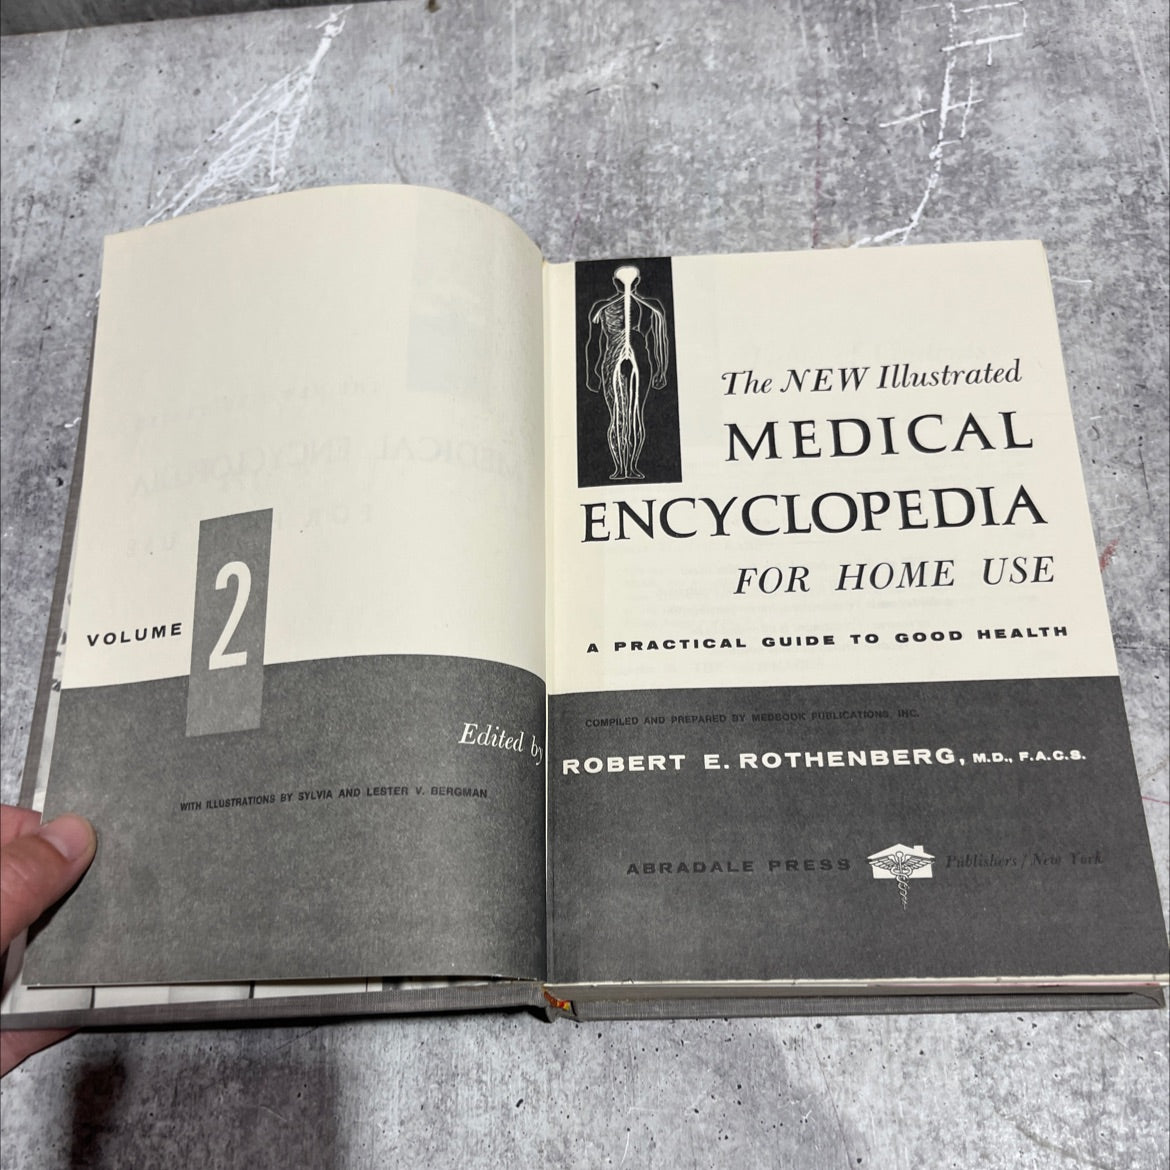 VOLUME 2
Edited by
WITH ILLUSTRATIONS BY SYLVIA AND LESTER V. BERGMAN
The NEW Illustrated
MEDICAL
ENCYCLOPEDIA
FOR HOME USE
A PRACTICAL GUIDE TO GOOD HEALTH
COMPILED AND PREPARED BY MEDBOOK PUBLICATIONS, INC.
ROBERT E. ROTHENBERG, M.D., F.A.C.S.
ABRADALE PRESS Publishers / New York